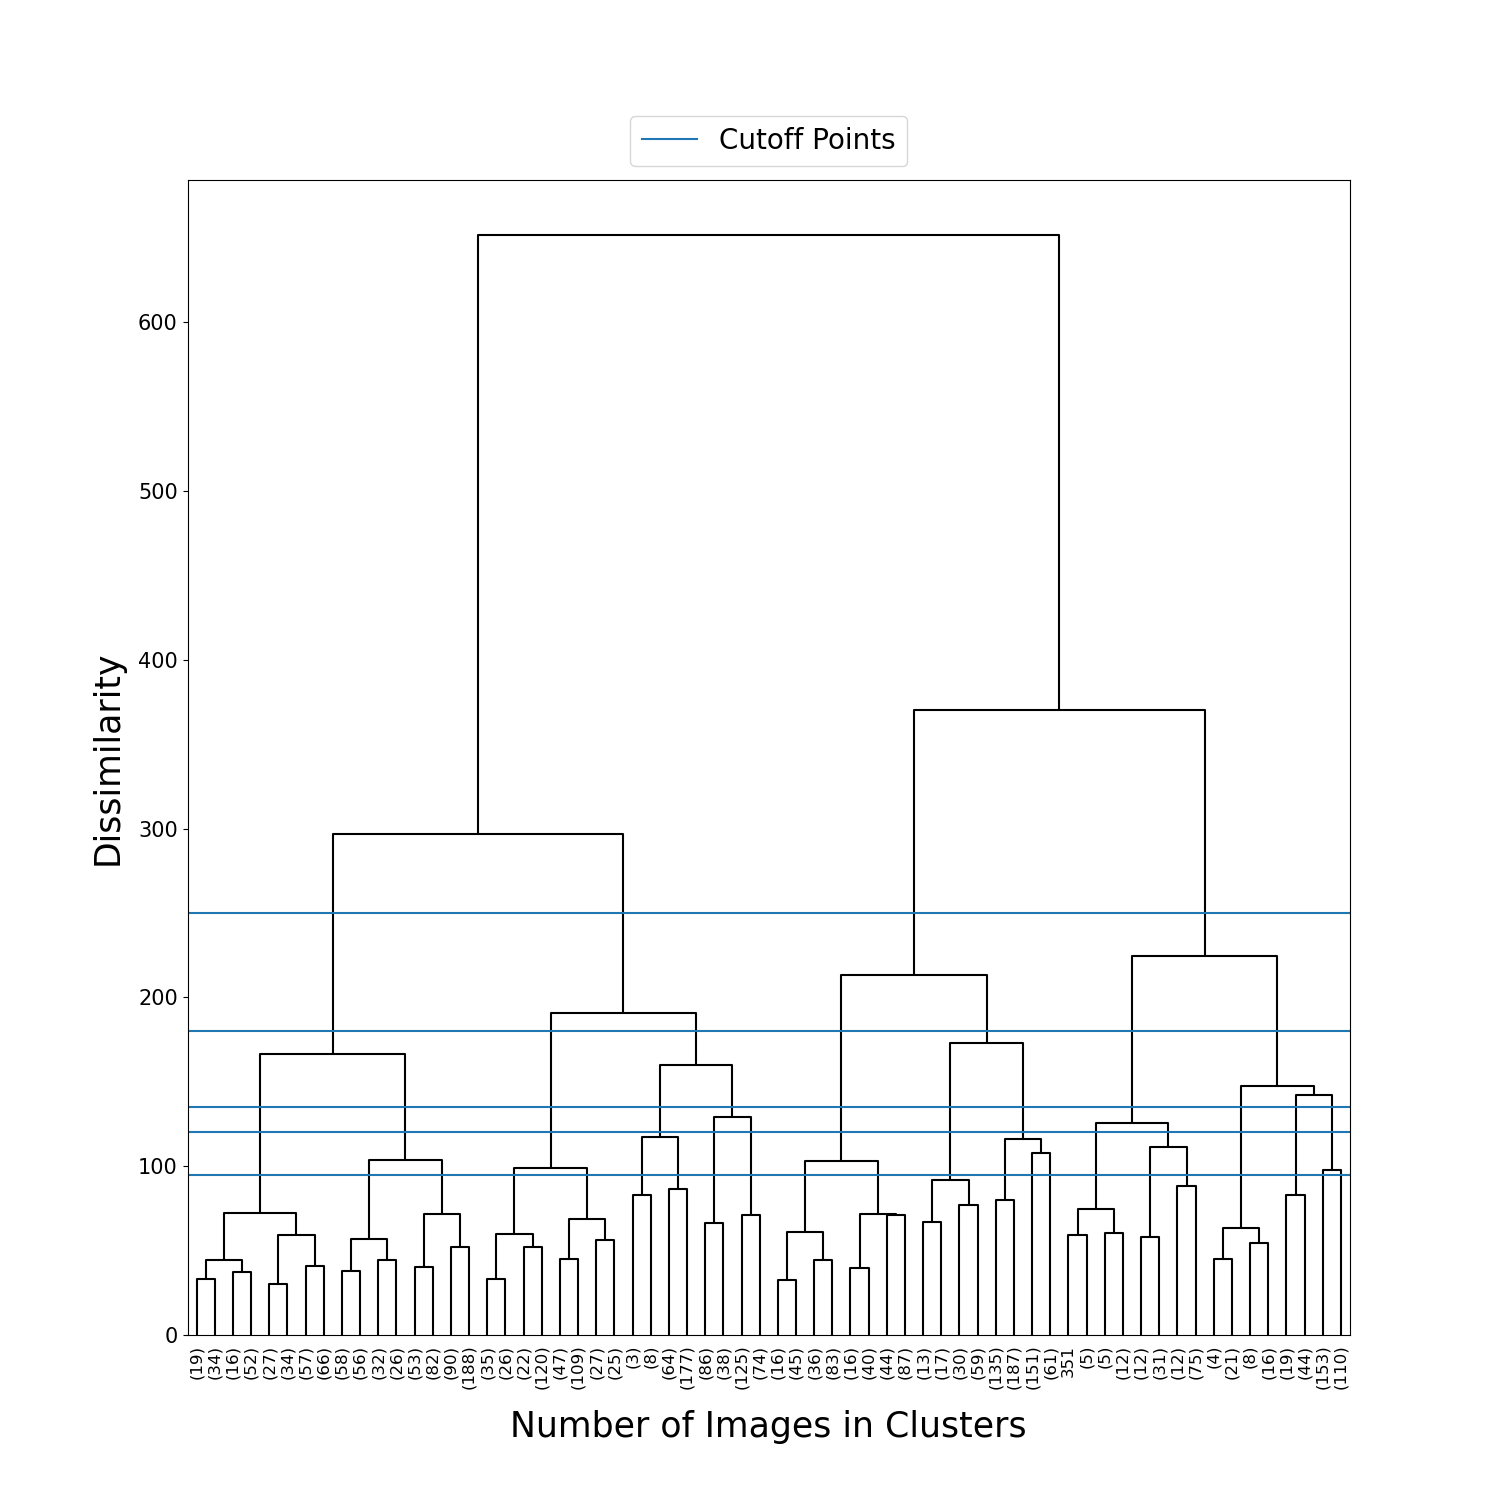 Cutoff Points
Dissimilarity
600
500
400
300
200
100
0
(19) (34) (16) (52) (27) (34) (57) (66) (58) (56) (32) (26) (53) (82) (90) (188) (35) (26) (22) (120) (47) (109) (27) (25) (3) (8) (64) (177) (86) (38) (125) (74) (16) (45) (36) (83) (16) (40) (44) (87) (13) (17) (30) (59) (135) (187) (151) (61) 351 (5) (5) (12) (12) (31) (12) (75) (4) (21) (8) (16) (19) (44) (153) (110)
Number of Images in Clusters